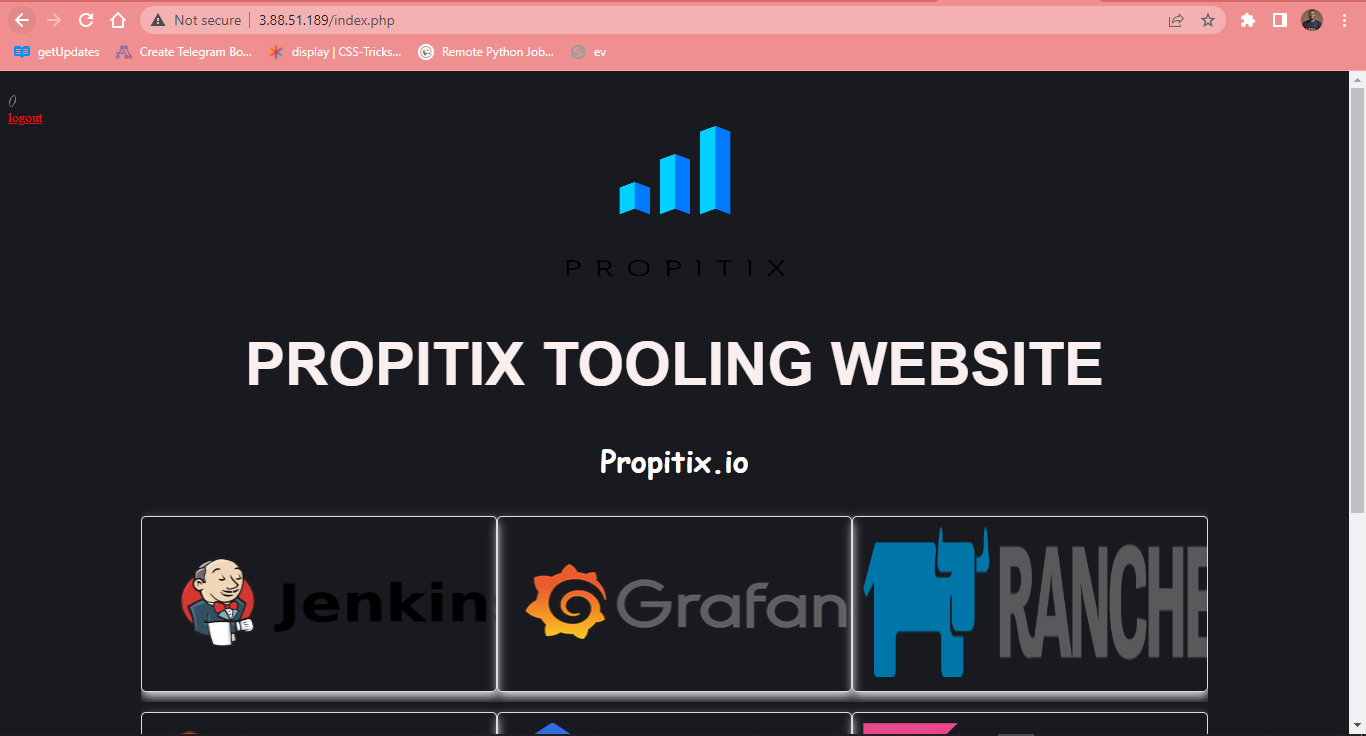 Not secure 3.88.51.189/index.php
getUpdates Create Telegram Bo... display | CSS-Tricks... Remote Python Job... ev
()
logout
PROPITIX
PROPITIX TOOLING WEBSITE
Propitix.io
Jenkin Grafan RANCHE